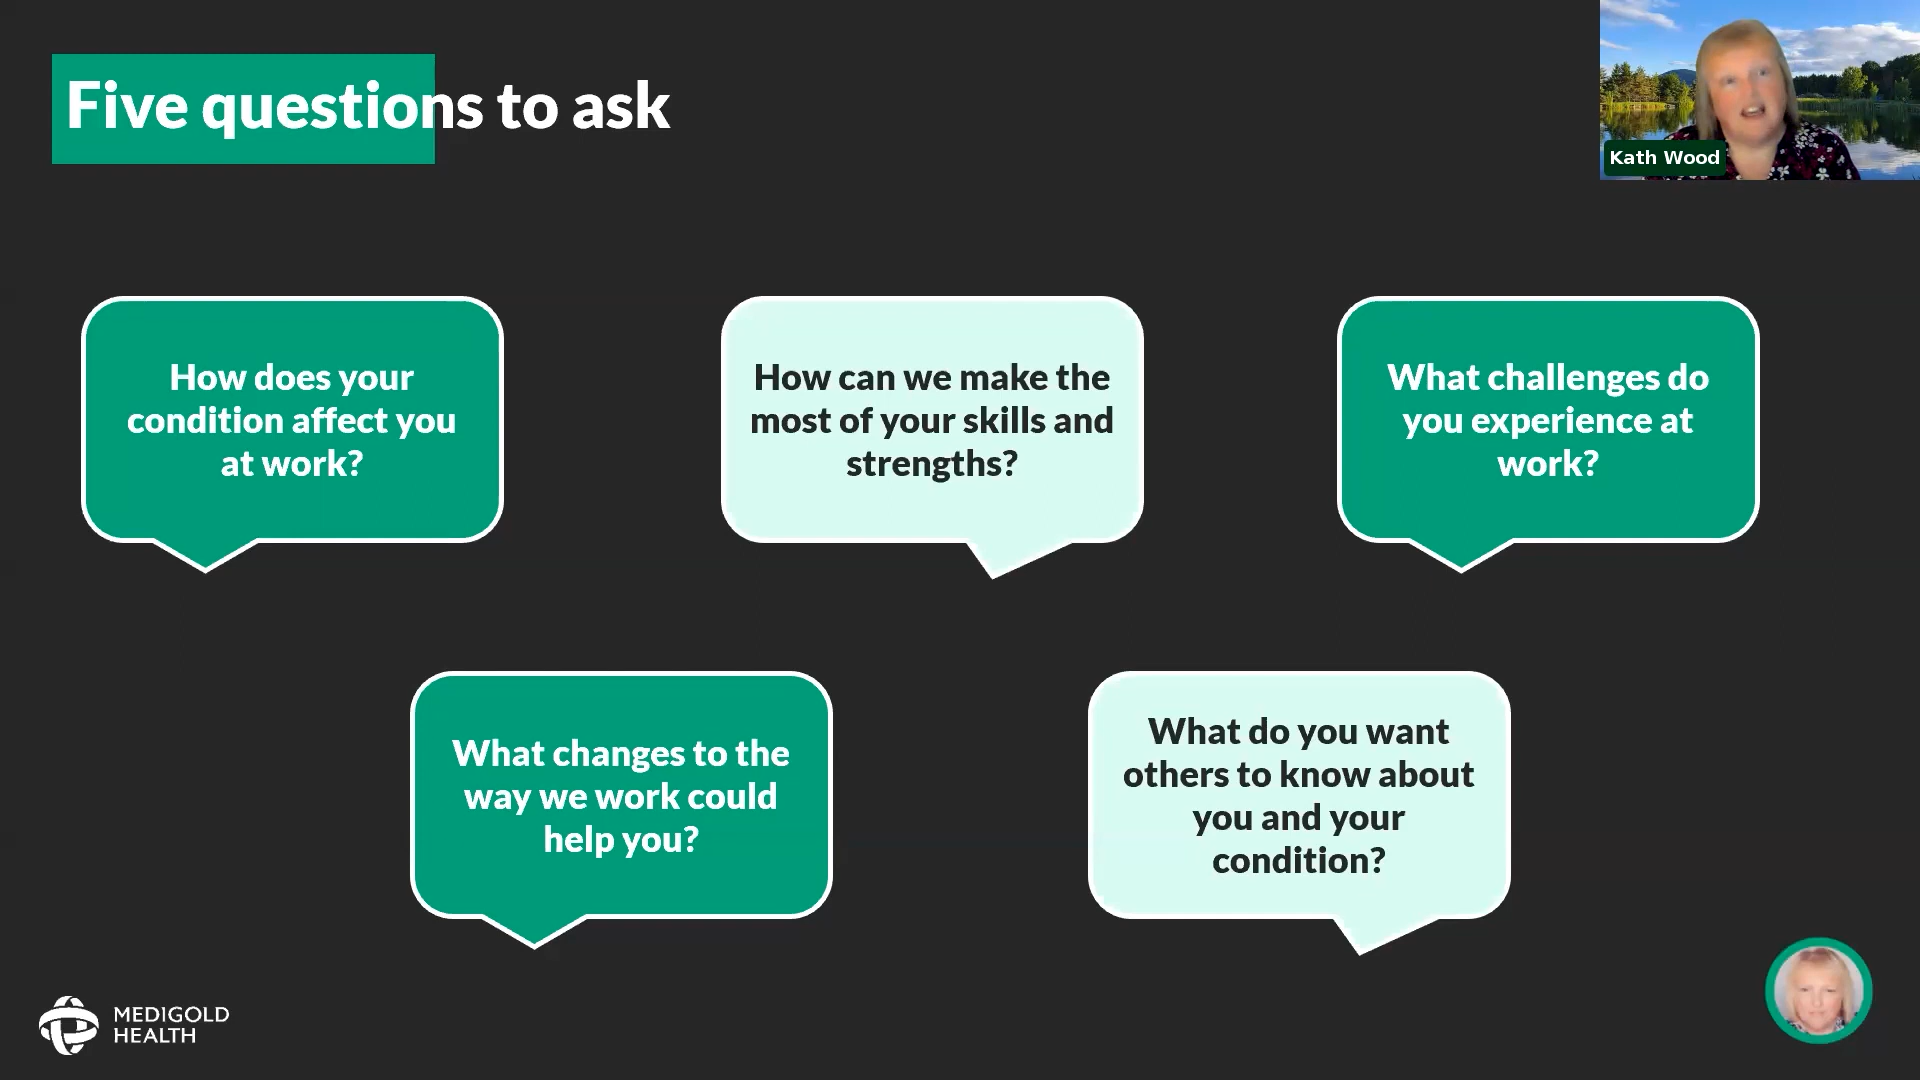 Five questions to ask
Kath Wood
How does your
condition affect you
at work?
How can we make the
most of your skills and
strengths?
What challenges do
you experience at
work?
What changes to the
way we work could
help you?
What do you want
others to know about
you and your
condition?
MEDIGOLD
HEALTH